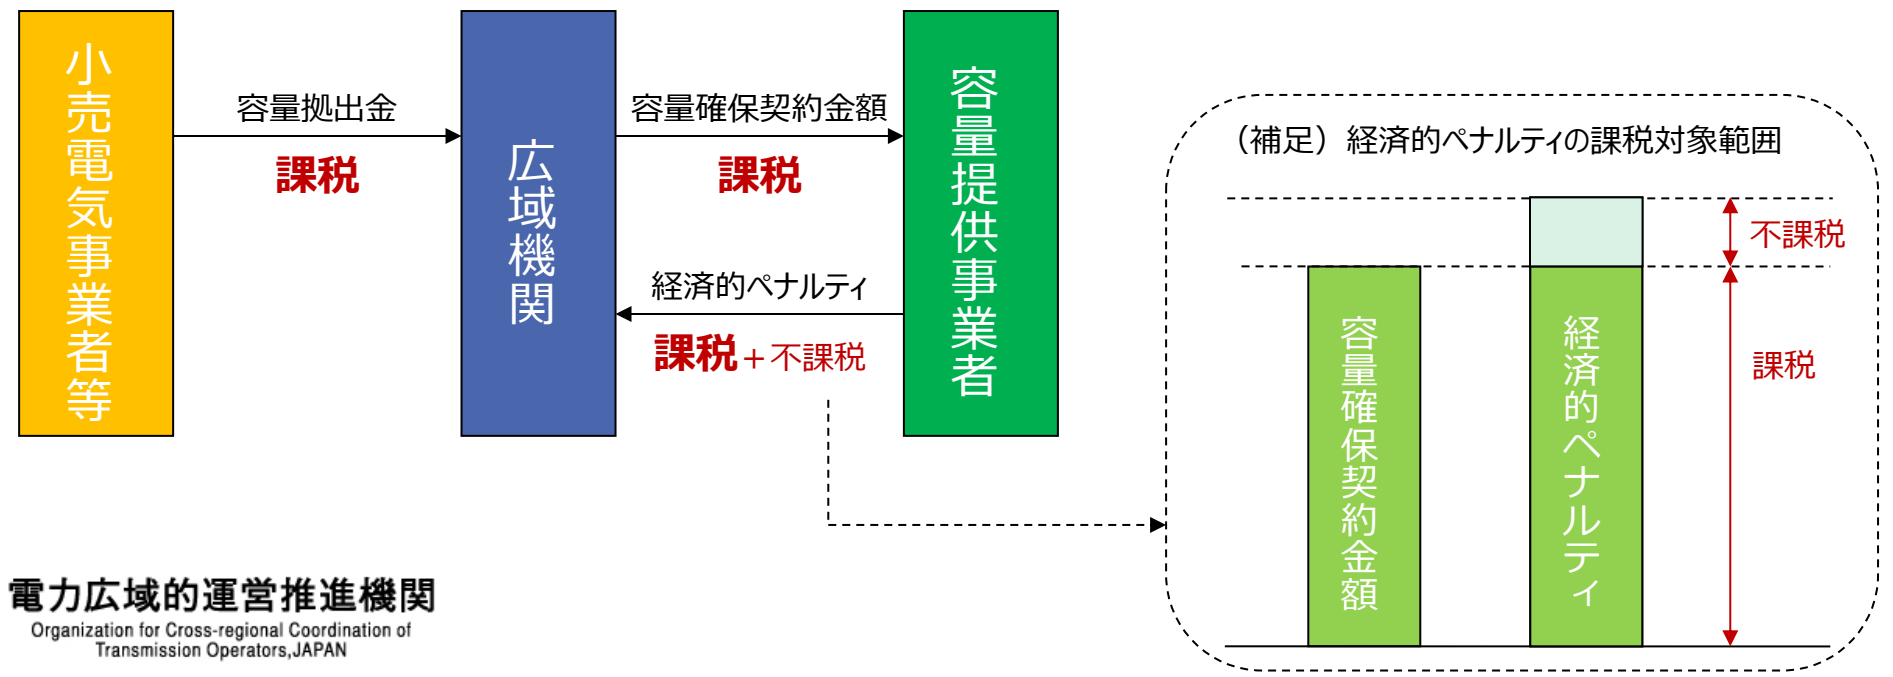 小売電気事業者等
容量拠出金
課税
広域機関
容量確保契約金額
課税
経済的ペナルティ
課税+不課税
容量提供事業者
（補足）経済的ペナルティの課税対象範囲
不課税
課税
容量確保契約金額
経済的ペナルティ
電力広域的運営推進機関
Organization for Cross-regional Coordination of
Transmission Operators,JAPAN